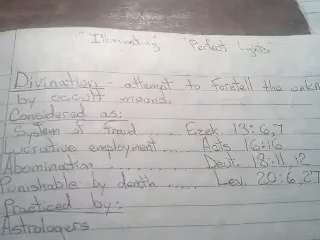 "Illuminating" "Perfect Lights"
Divination - attempt to foretell the unkn
by occult means.
Considered as:
System of fraud ..... Ezek. 13:6,7
Lucrative employment .... Acts 16:16
Abomination ........... Deut. 18:11,12
Punishable by death ..... Lev. 20:6,27
Practiced by:
Astrologers